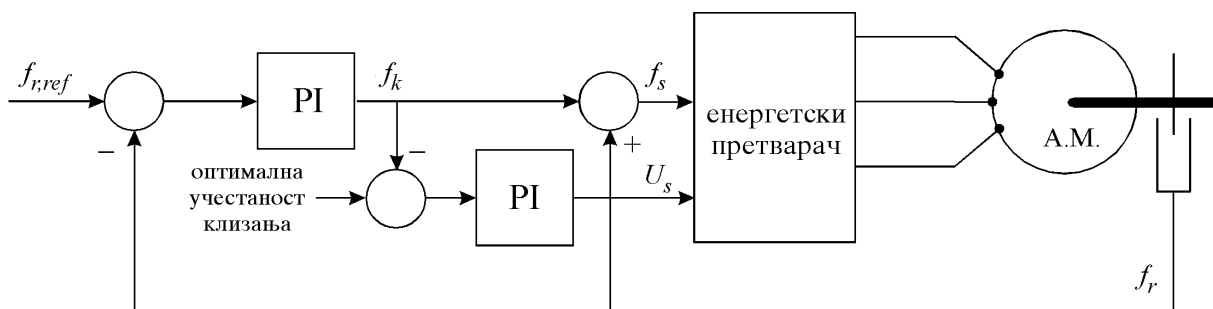 f_{r,ref}
PI
f_k
f_s
енергетски
претварач
А.М.
−
−
+
оптимална
учестаност
клизања
PI
U_s
f_r